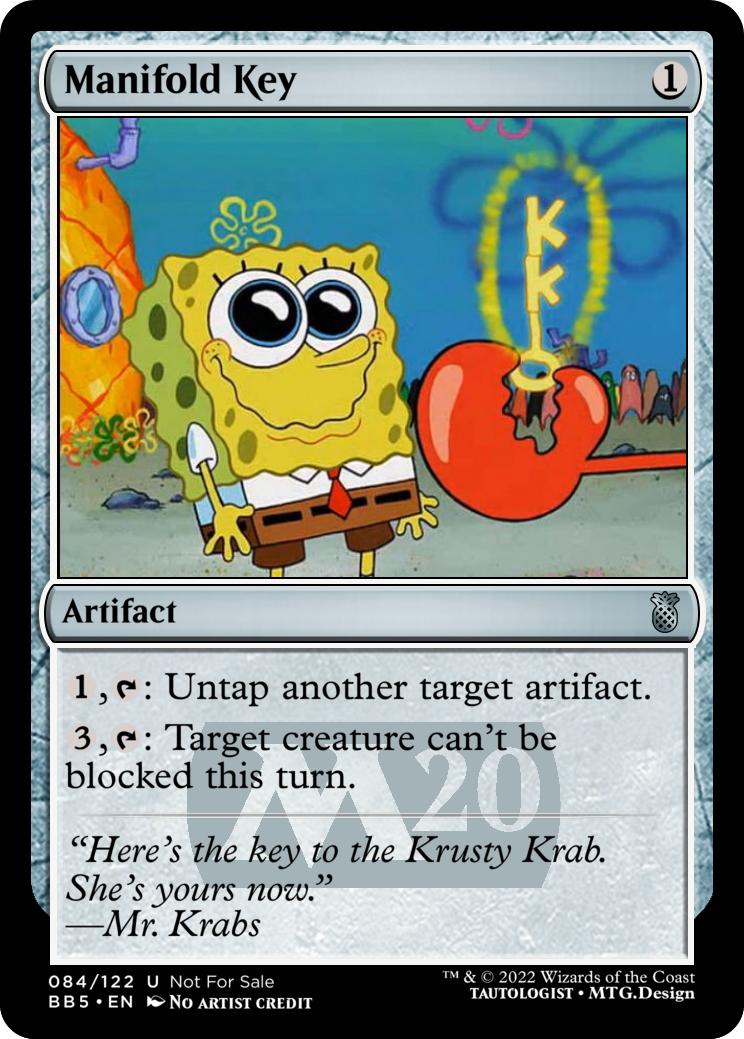 Manifold Key 1
K
K
Artifact
1, : Untap another target artifact.
3, : Target creature can't be
blocked this turn.
M20
“Here's the key to the Krusty Krab.
She's yours now.”
—Mr. Krabs
084/122 U Not For Sale
BB5 • EN No artist credit
™ & © 2022 Wizards of the Coast
TAUTOLOGIST • MTG.Design